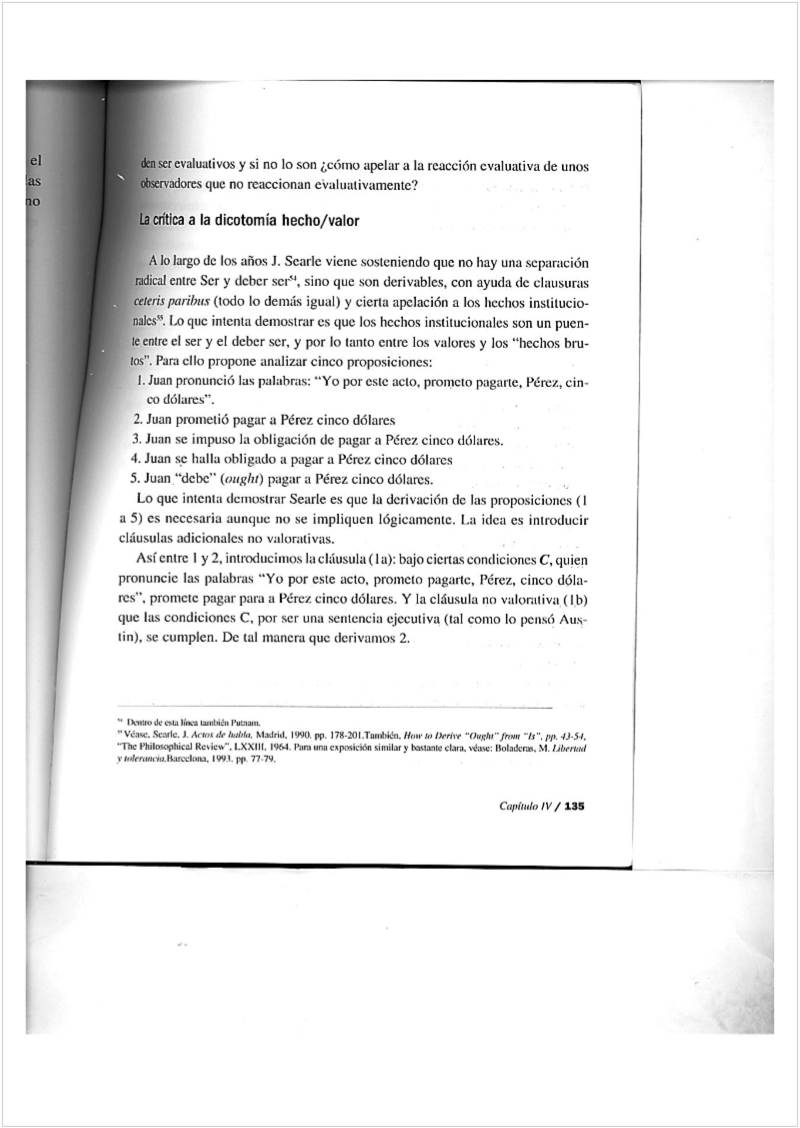 el
as
no
den ser evaluativos y si no lo son ¿cómo apelar a la reacción evaluativa de unos
observadores que no reaccionan evaluativamente?
La crítica a la dicotomía hecho/valor
A lo largo de los años J. Searle viene sosteniendo que no hay una separación
radical entre Ser y deber ser⁵⁴, sino que son derivables, con ayuda de clausuras
ceteris paribus (todo lo demás igual) y cierta apelación a los hechos institucio-
nales⁵⁵. Lo que intenta demostrar es que los hechos institucionales son un puen-
te entre el ser y el deber ser, y por lo tanto entre los valores y los “hechos bru-
tos”. Para ello propone analizar cinco proposiciones:
1. Juan pronunció las palabras: “Yo por este acto, prometo pagarte, Pérez, cin-
co dólares”.
2. Juan prometió pagar a Pérez cinco dólares
3. Juan se impuso la obligación de pagar a Pérez cinco dólares.
4. Juan se halla obligado a pagar a Pérez cinco dólares
5. Juan “debe” (ought) pagar a Pérez cinco dólares.
Lo que intenta demostrar Searle es que la derivación de las proposiciones (1
a 5) es necesaria aunque no se impliquen lógicamente. La idea es introducir
cláusulas adicionales no valorativas.
Así entre 1 y 2, introducimos la cláusula (1a): bajo ciertas condiciones C, quien
pronuncie las palabras “Yo por este acto, prometo pagarte, Pérez, cinco dóla-
res”, promete pagar para a Pérez cinco dólares. Y la cláusula no valorativa (1b)
que las condiciones C, por ser una sentencia ejecutiva (tal como lo pensó Aus-
tin), se cumplen. De tal manera que derivamos 2.
⁵⁴ Dentro de esta línea también Putnam.
⁵⁵ Véase, Searle, J. Actos de habla, Madrid, 1990, pp. 178-201.También, How to Derive “Ought” from “Is”, pp. 43-54,
“The Philosophical Review”, LXXIII, 1964. Para una exposición similar y bastante clara, véase: Boladeras, M. Libertad
y tolerancia.Barcelona, 1993. pp. 77-79.
Capítulo IV / 135